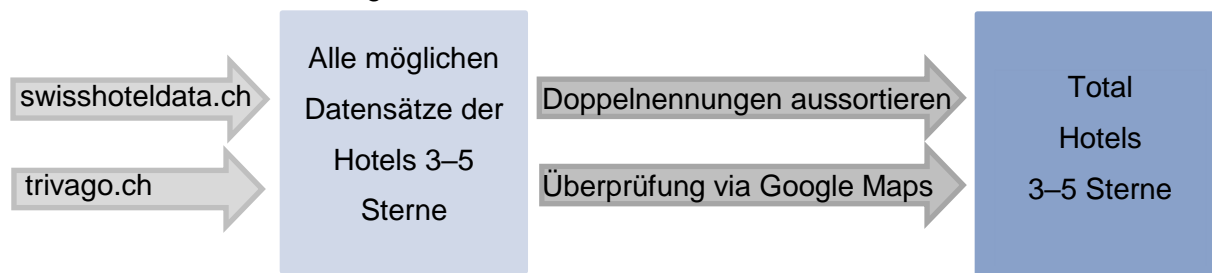 swisshoteldata.ch
trivago.ch
Alle möglichen
Datensätze der
Hotels 3–5
Sterne
Doppelnennungen aussortieren
Überprüfung via Google Maps
Total
Hotels
3–5 Sterne